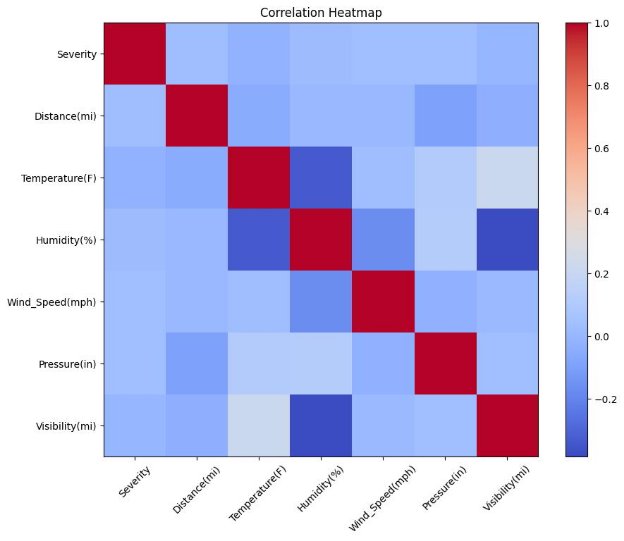 Correlation Heatmap
Severity
Distance(mi)
Temperature(F)
Humidity(%)
Wind_Speed(mph)
Pressure(in)
Visibility(mi)
Severity
Distance(mi)
Temperature(F)
Humidity(%)
Wind_Speed(mph)
Pressure(in)
Visibility(mi)
1.0
0.8
0.6
0.4
0.2
0.0
−0.2